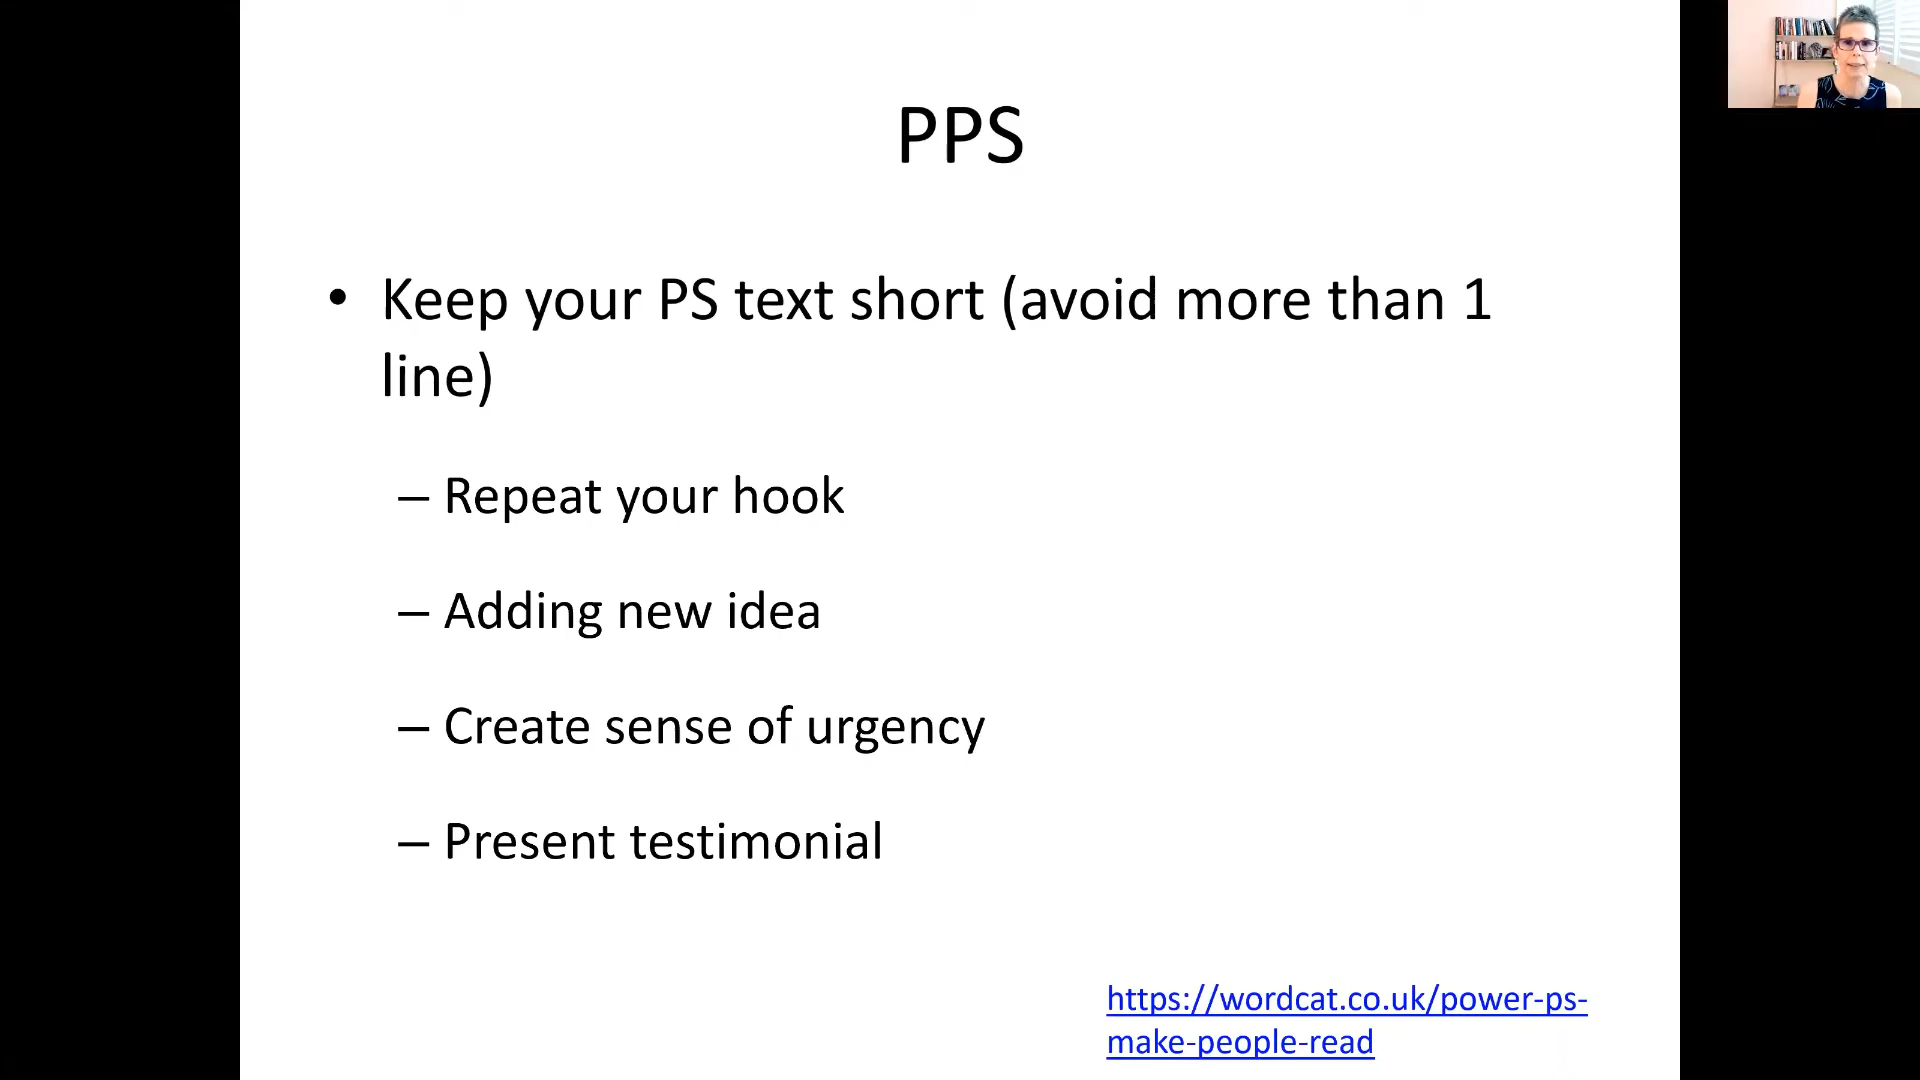 PPS
• Keep your PS text short (avoid more than 1
line)
– Repeat your hook
– Adding new idea
– Create sense of urgency
– Present testimonial
https://wordcat.co.uk/power-ps-
make-people-read